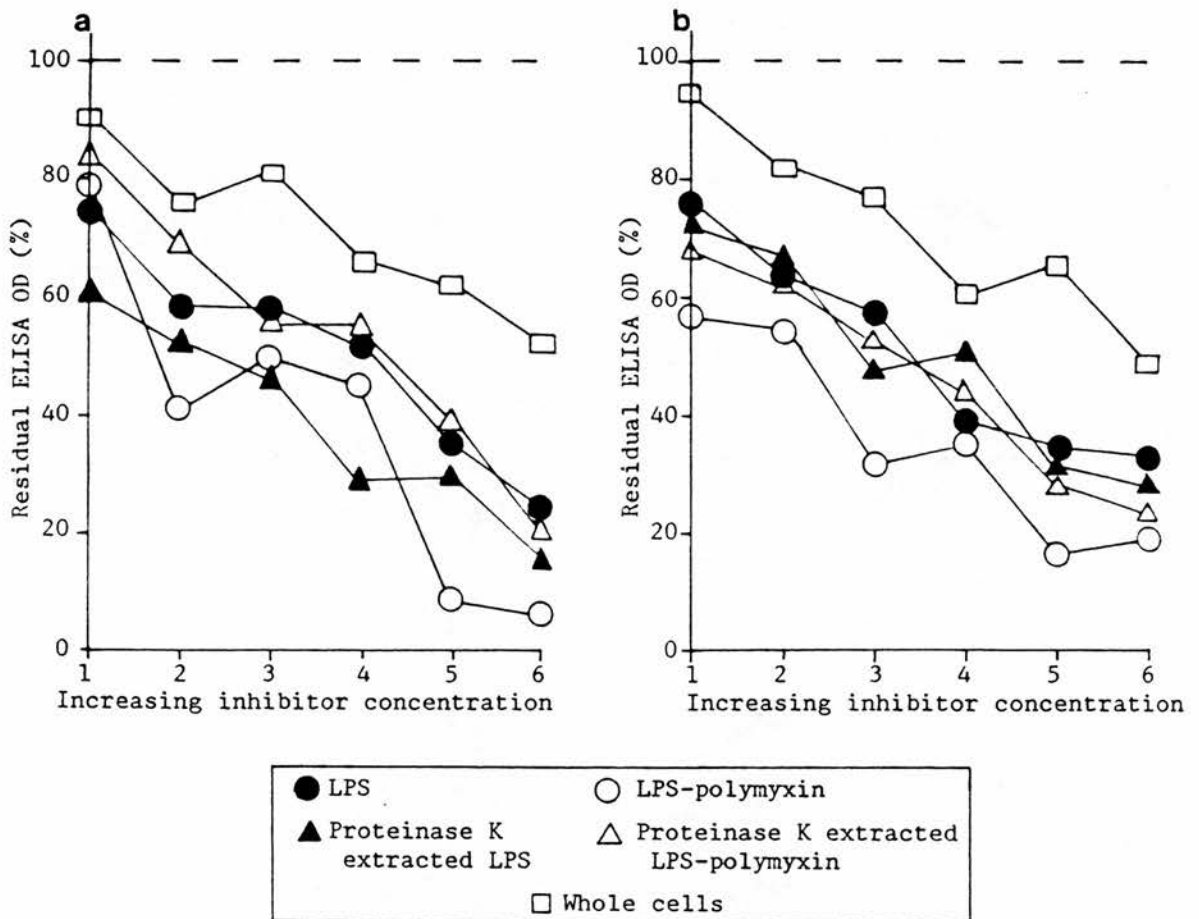 a
100
80
60
40
20
0
Residual ELISA OD (%)
1 2 3 4 5 6
Increasing inhibitor concentration
b
100
80
60
40
20
0
Residual ELISA OD (%)
1 2 3 4 5 6
Increasing inhibitor concentration
LPS
LPS-polymyxin
Proteinase K
extracted LPS
Proteinase K extracted
LPS-polymyxin
Whole cells